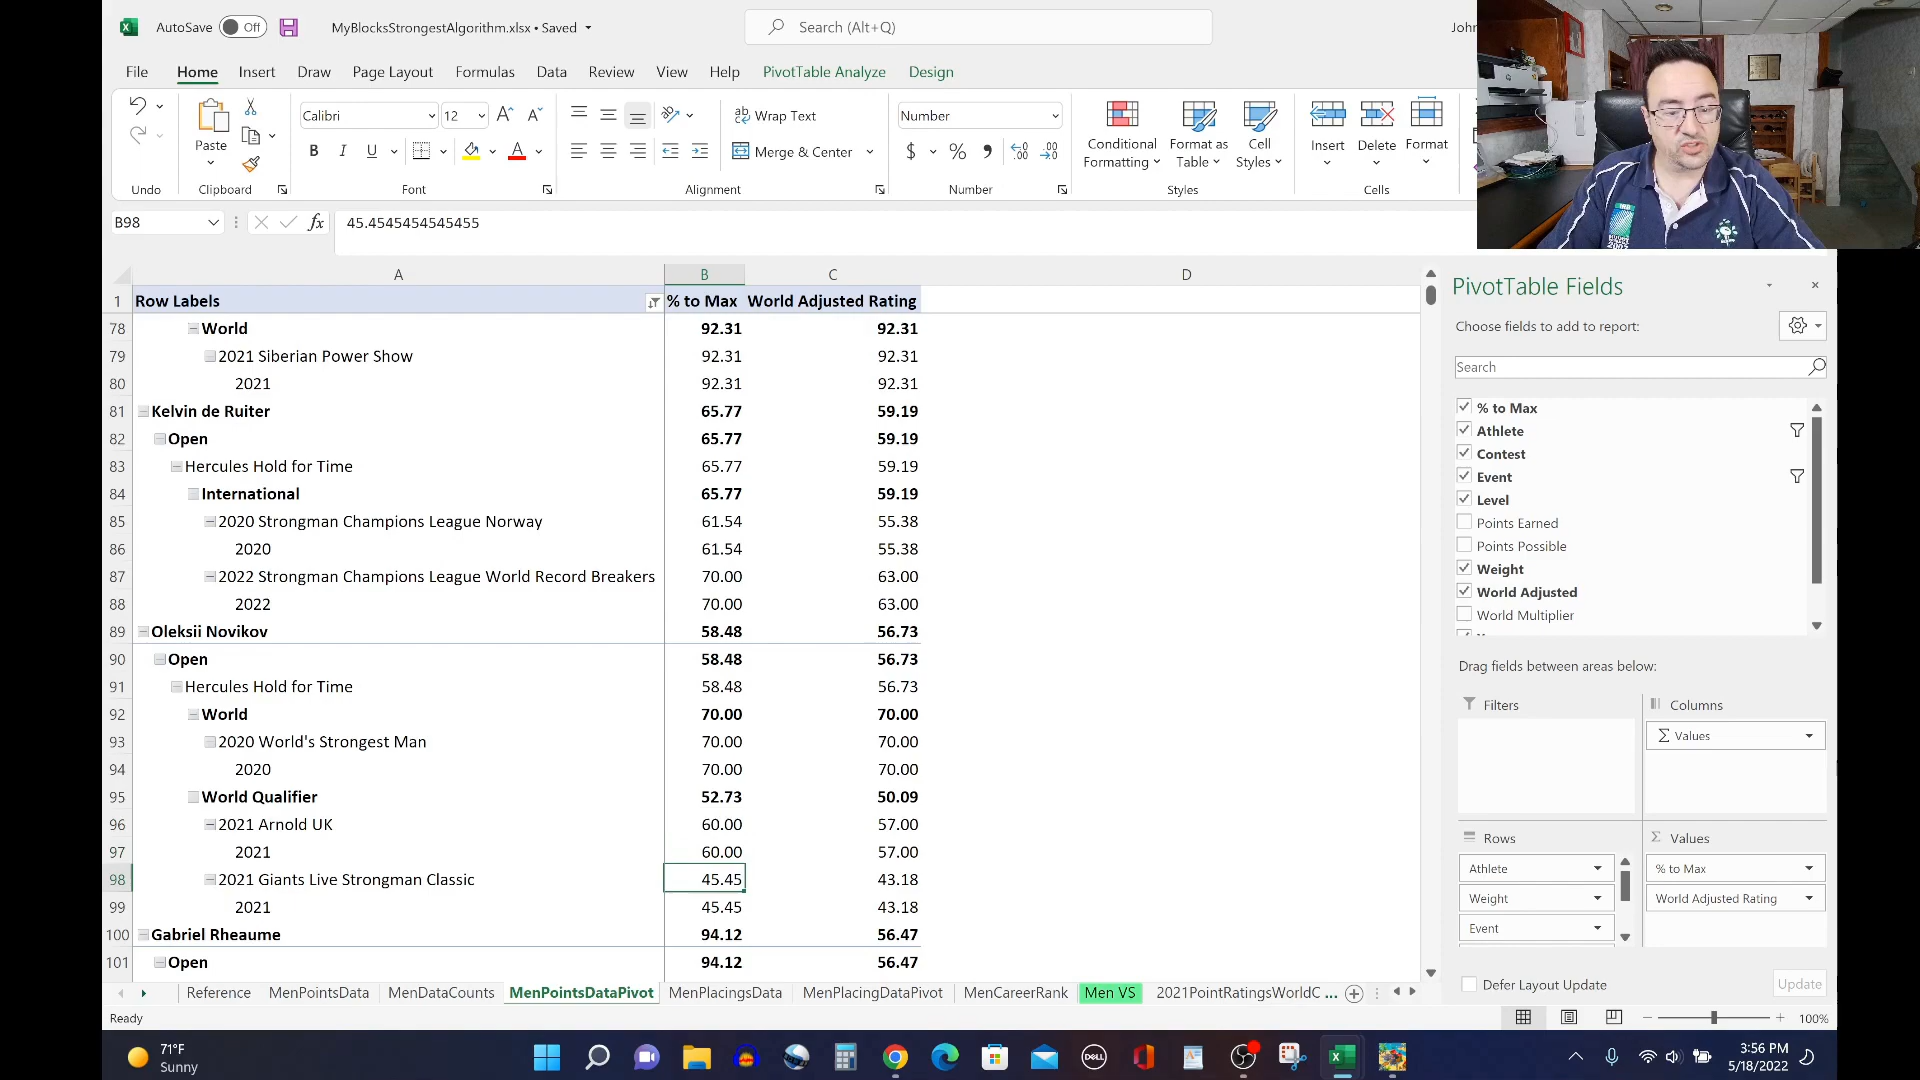 AutoSave Off MyBlocksStrongestAlgorithm.xlsx • Saved Search (Alt+Q) John
File Home Insert Draw Page Layout Formulas Data Review View Help PivotTable Analyze Design
Calibri 12 Wrap Text Number
Paste B I U Merge & Center $ % Conditional Formatting Format as Table Cell Styles Insert Delete Format
Undo Clipboard Font Alignment Number Styles Cells
B98 fx 45.4545454545455
A B C D
1 Row Labels % to Max World Adjusted Rating
78 World 92.31 92.31
79 2021 Siberian Power Show 92.31 92.31
80 2021 92.31 92.31
81 Kelvin de Ruiter 65.77 59.19
82 Open 65.77 59.19
83 Hercules Hold for Time 65.77 59.19
84 International 65.77 59.19
85 2020 Strongman Champions League Norway 61.54 55.38
86 2020 61.54 55.38
87 2022 Strongman Champions League World Record Breakers 70.00 63.00
88 2022 70.00 63.00
89 Oleksii Novikov 58.48 56.73
90 Open 58.48 56.73
91 Hercules Hold for Time 58.48 56.73
92 World 70.00 70.00
93 2020 World's Strongest Man 70.00 70.00
94 2020 70.00 70.00
95 World Qualifier 52.73 50.09
96 2021 Arnold UK 60.00 57.00
97 2021 60.00 57.00
98 2021 Giants Live Strongman Classic 45.45 43.18
99 2021 45.45 43.18
100 Gabriel Rheaume 94.12 56.47
101 Open 94.12 56.47
PivotTable Fields
Choose fields to add to report:
Search
% to Max
Athlete
Contest
Event
Level
Points Earned
Points Possible
Weight
World Adjusted
World Multiplier
Drag fields between areas below:
Filters Columns
Σ Values
Rows Σ Values
Athlete % to Max
Weight World Adjusted Rating
Event
Defer Layout Update Update
Reference MenPointsData MenDataCounts MenPointsDataPivot MenPlacingsData MenPlacingDataPivot MenCareerRank Men VS 2021PointRatingsWorldC ...
Ready 100%
71°F
Sunny
DELL
3:56 PM
5/18/2022